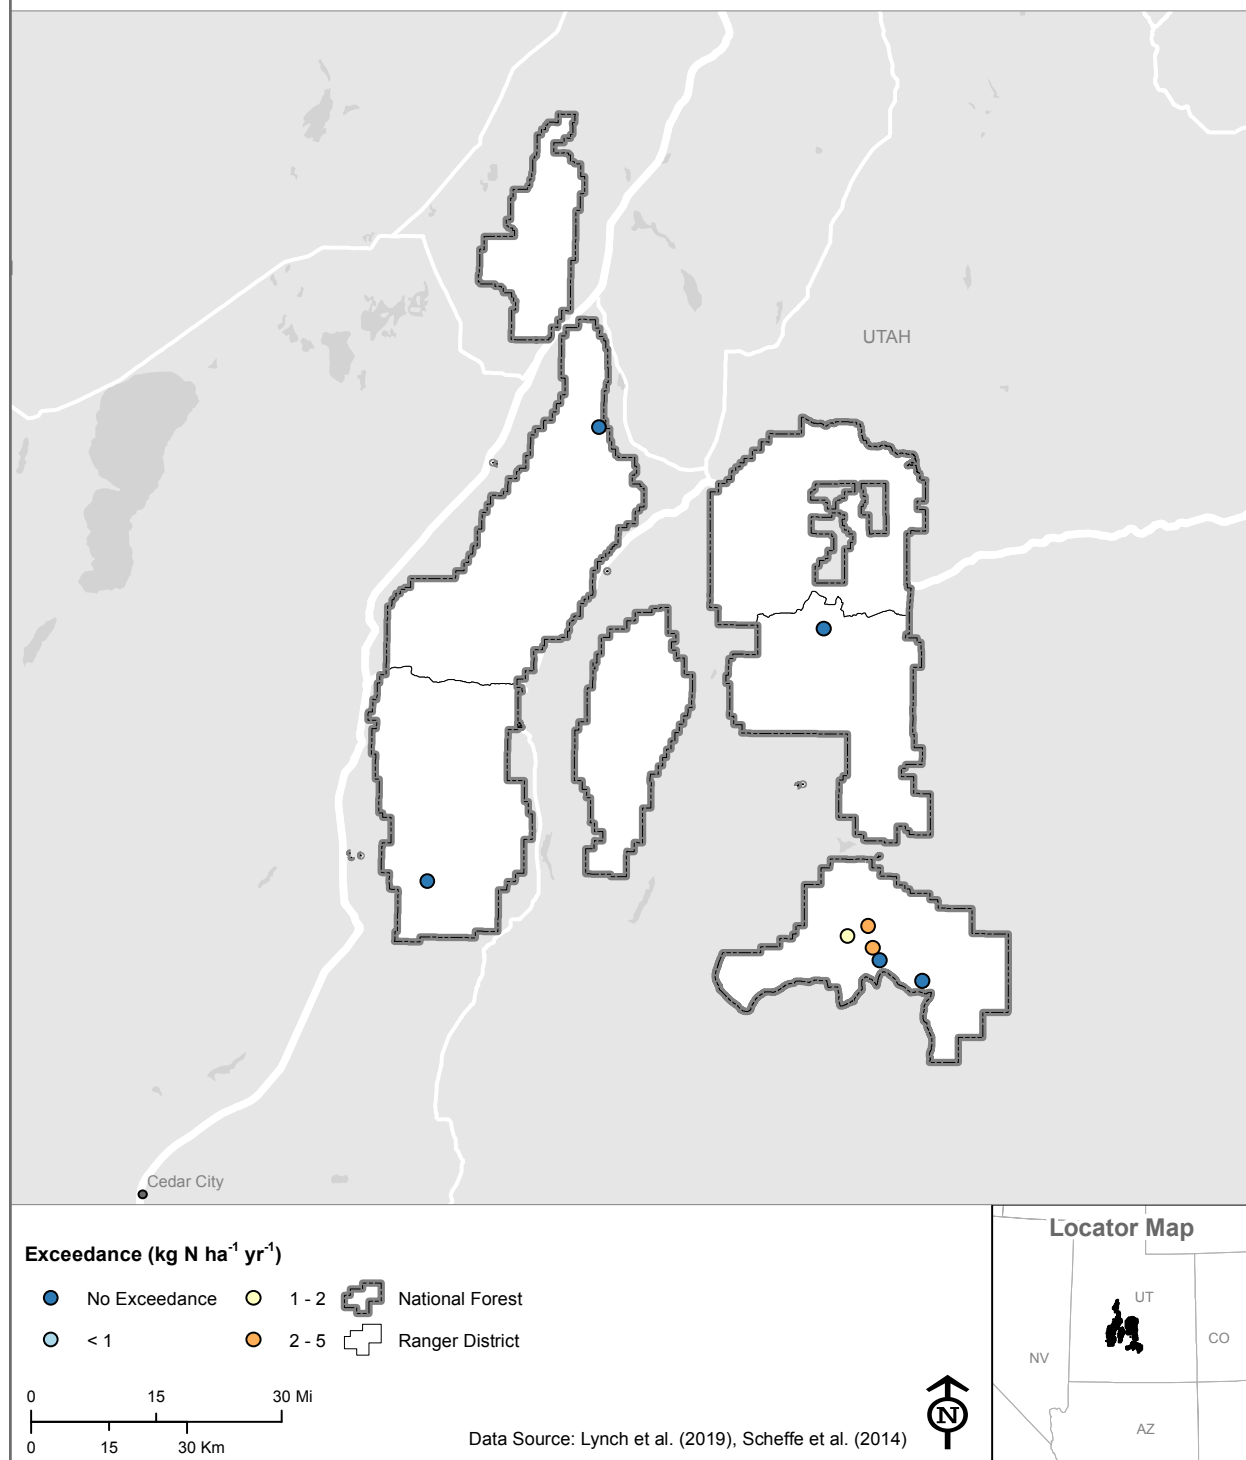 UTAH
Cedar City
Exceedance (kg N ha⁻¹ yr⁻¹)
No Exceedance
1 - 2
National Forest
< 1
2 - 5
Ranger District
0 15 30 Mi
0 15 30 Km
Data Source: Lynch et al. (2019), Scheffe et al. (2014)
N
Locator Map
UT
CO
NV
AZ